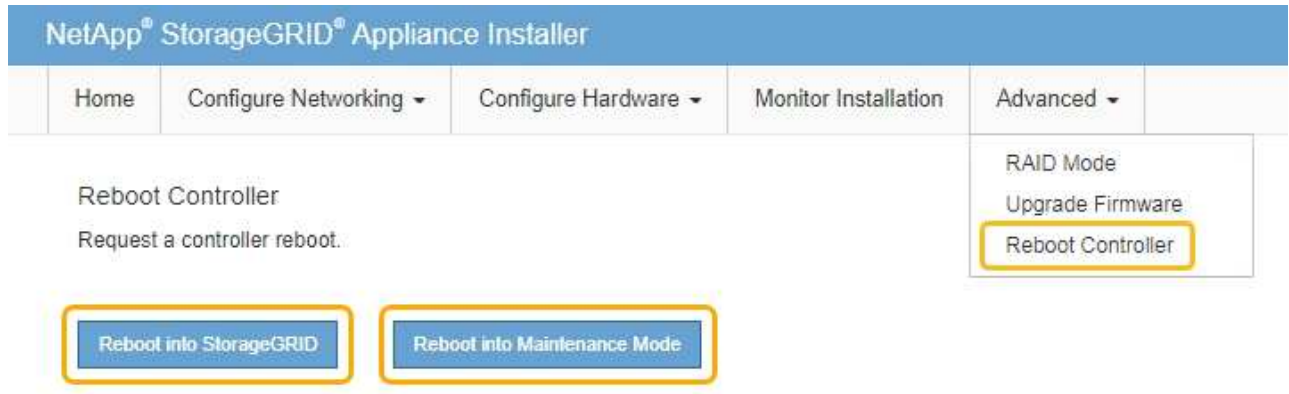 NetApp® StorageGRID® Appliance Installer
Home Configure Networking Configure Hardware Monitor Installation Advanced
RAID Mode
Upgrade Firmware
Reboot Controller
Reboot Controller
Request a controller reboot.
Reboot into StorageGRID Reboot into Maintenance Mode